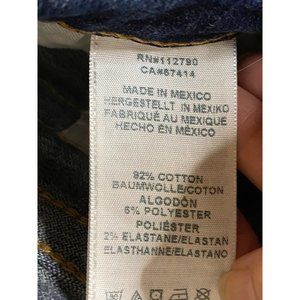 RN#112790
CA#67414
MADE IN MEXICO
HERGESTELLT IN MEXIKO
FABRIQUÉ AU MEXIQUE
HECHO EN MÉXICO
92% COTTON
BAUMWOLLE/COTON
ALGODÓN
6% POLYESTER
POLIÉSTER
2% ELASTANE/ELASTAN
ELASTHANNE/ELASTANO